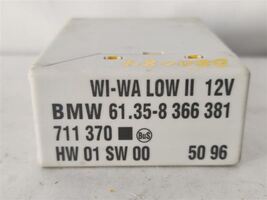 WI-WA LOW II 12V
BMW 61.35-8 366 381
711 370 BuS
HW 01 SW 00 50 96